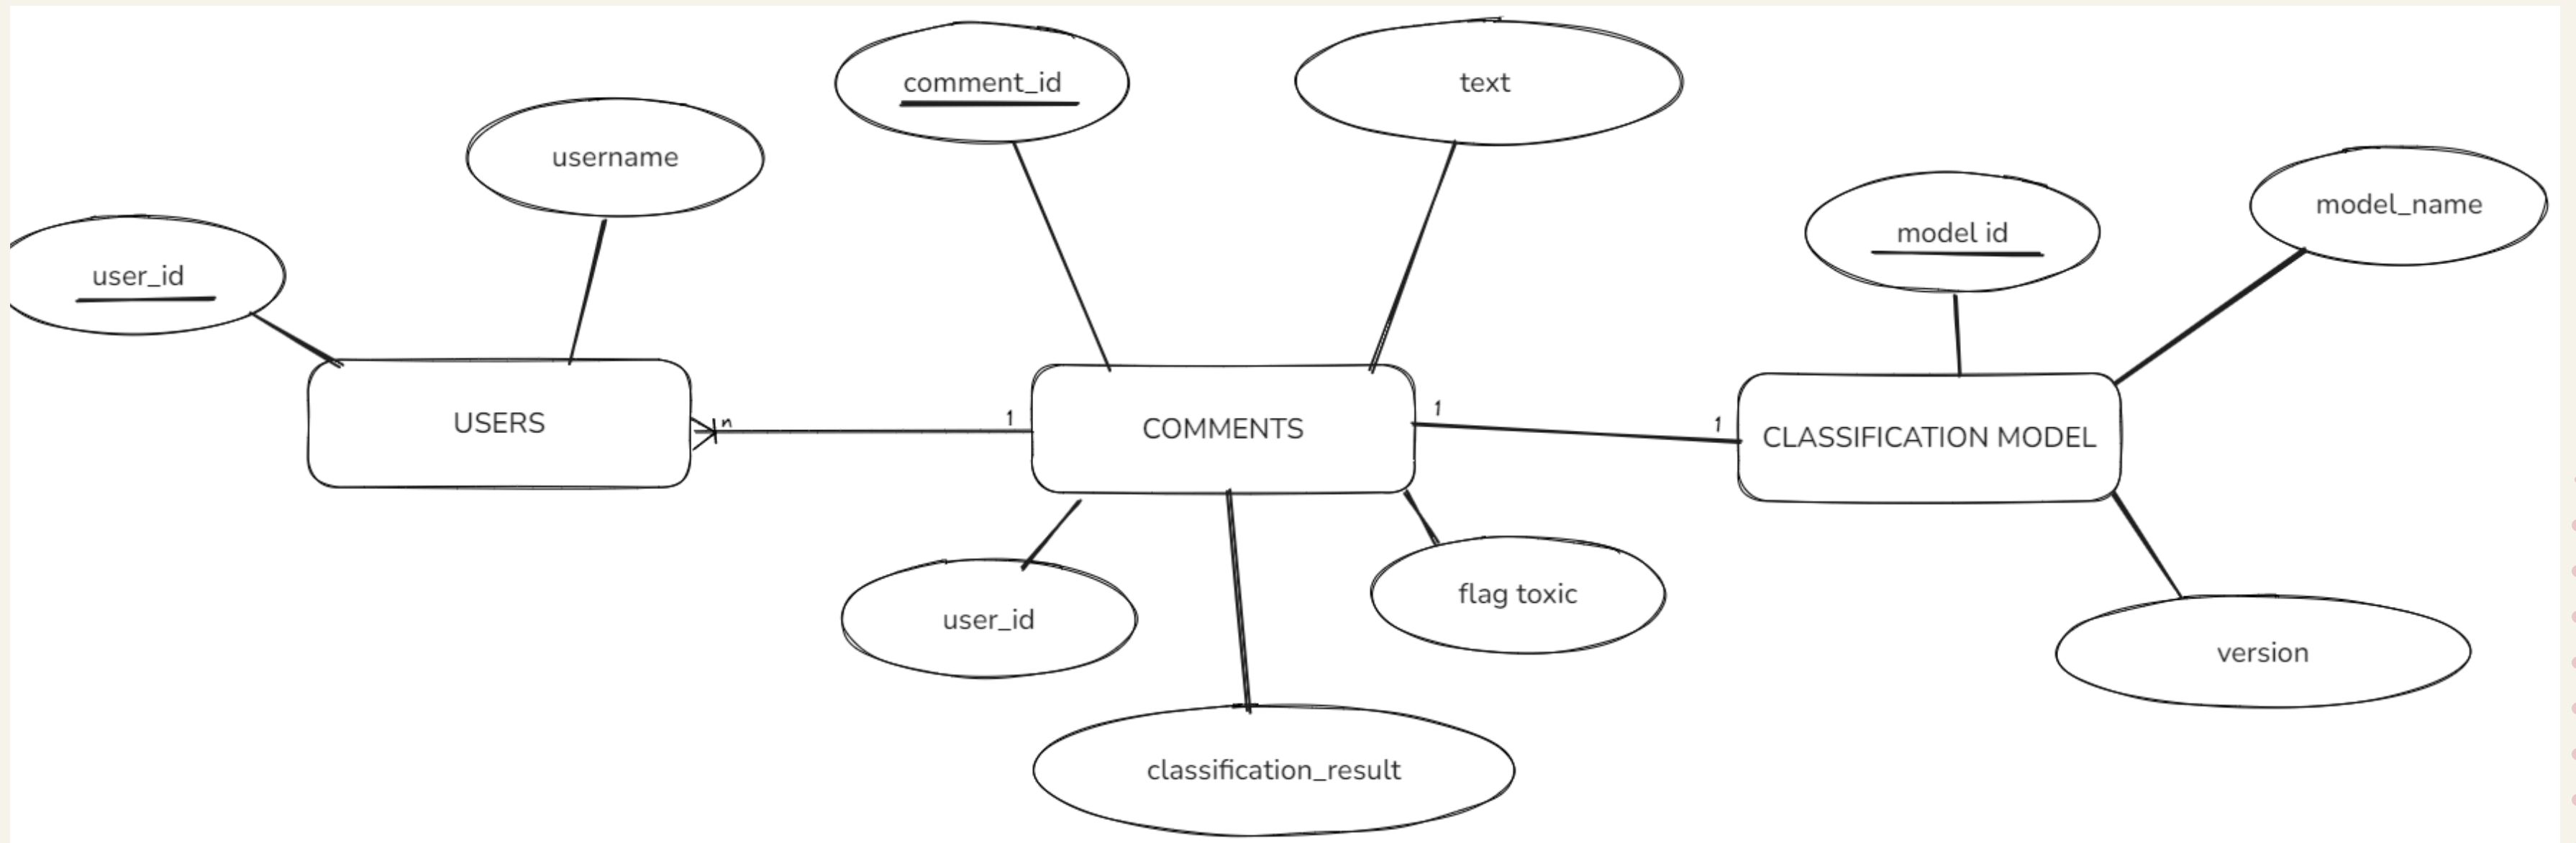 comment_id
text
username
model_name
model id
user_id
USERS
n
1
COMMENTS
1
1
CLASSIFICATION MODEL
flag toxic
user_id
version
classification_result